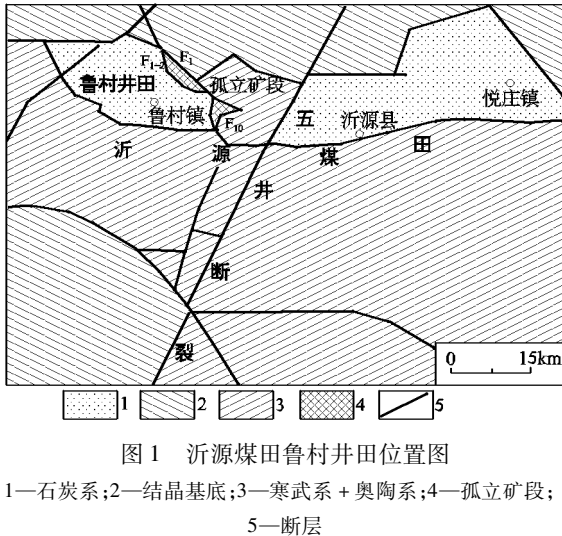 F₁
F₁₋₂
鲁村井田
孤立矿段
鲁村镇
F₁₀
五
沂源县
悦庄镇
沂 源 煤 田
井
断
裂
0 15km
1 2 3 4 5
图1 沂源煤田鲁村井田位置图
1—石炭系;2—结晶基底;3—寒武系+奥陶系;4—孤立矿段;
5—断层